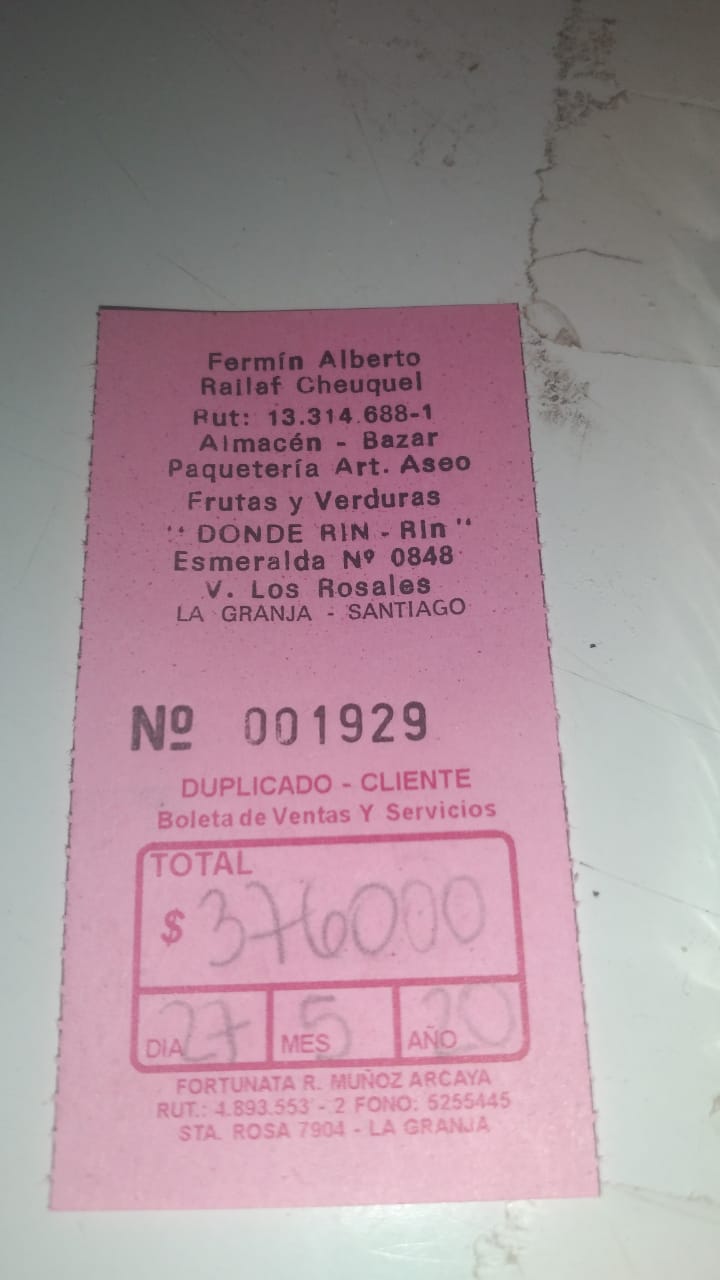 Fermín Alberto
Railaf Cheuquel
Rut: 13.314.688-1
Almacén - Bazar
Paquetería Art. Aseo
Frutas y Verduras
" DONDE RIN - RIn "
Esmeralda Nº 0848
V. Los Rosales
LA GRANJA - SANTIAGO
Nº 001929
DUPLICADO - CLIENTE
Boleta de Ventas Y Servicios
TOTAL
$ 376000
DIA 27 MES 5 AÑO 20
FORTUNATA R. MUÑOZ ARCAYA
RUT.: 4.893.553 - 2 FONO: 5255445
STA. ROSA 7904 - LA GRANJA